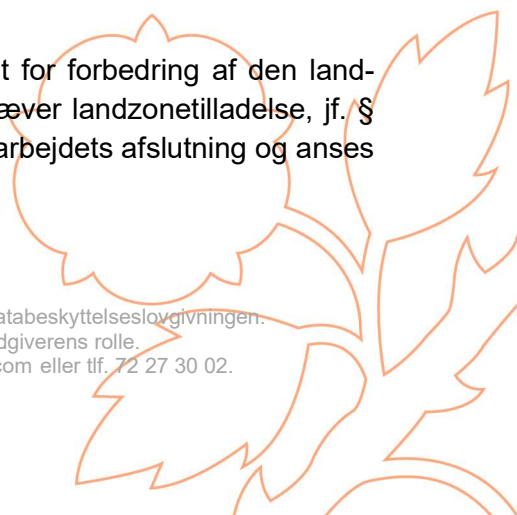 t for forbedring af den land-
æver landzonetilladelse, jf. §
arbejdets afslutning og anses
atabeskyttelseslovgivningen.
dgiverens rolle.
com eller tlf. 72 27 30 02.